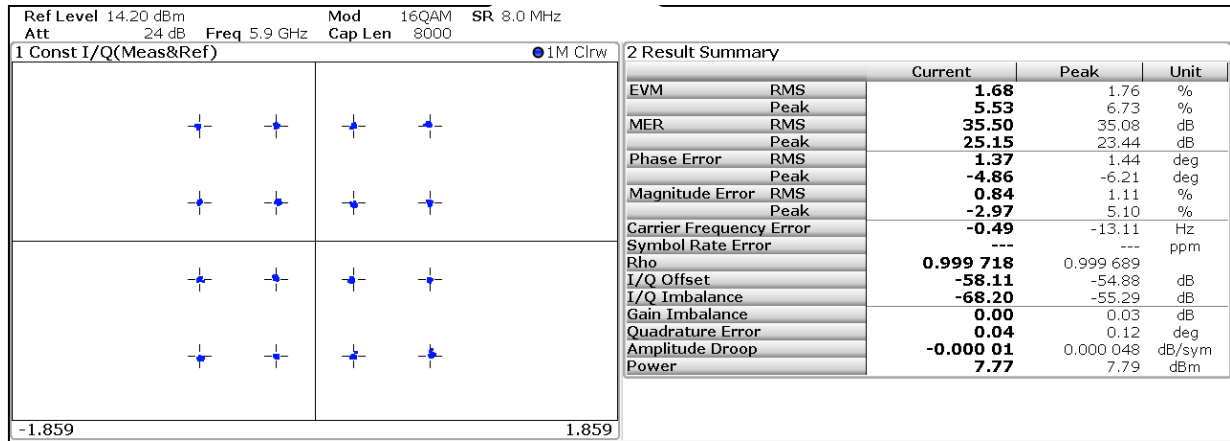 Ref Level 14.20 dBm Mod 16QAM SR 8.0 MHz
Att 24 dB Freq 5.9 GHz Cap Len 8000
1 Const I/Q(Meas&Ref) 1M Clrw
-1.859 1.859
2 Result Summary
Current Peak Unit
EVM RMS 1.68 1.76 %
Peak 5.53 6.73 %
MER RMS 35.50 35.08 dB
Peak 25.15 23.44 dB
Phase Error RMS 1.37 1.44 deg
Peak -4.86 -6.21 deg
Magnitude Error RMS 0.84 1.11 %
Peak -2.97 5.10 %
Carrier Frequency Error -0.49 -13.11 Hz
Symbol Rate Error --- --- ppm
Rho 0.999 718 0.999 689
I/Q Offset -58.11 -54.88 dB
I/Q Imbalance -68.20 -55.29 dB
Gain Imbalance 0.00 0.03 dB
Quadrature Error 0.04 0.12 deg
Amplitude Droop -0.000 01 0.000 048 dB/sym
Power 7.77 7.79 dBm